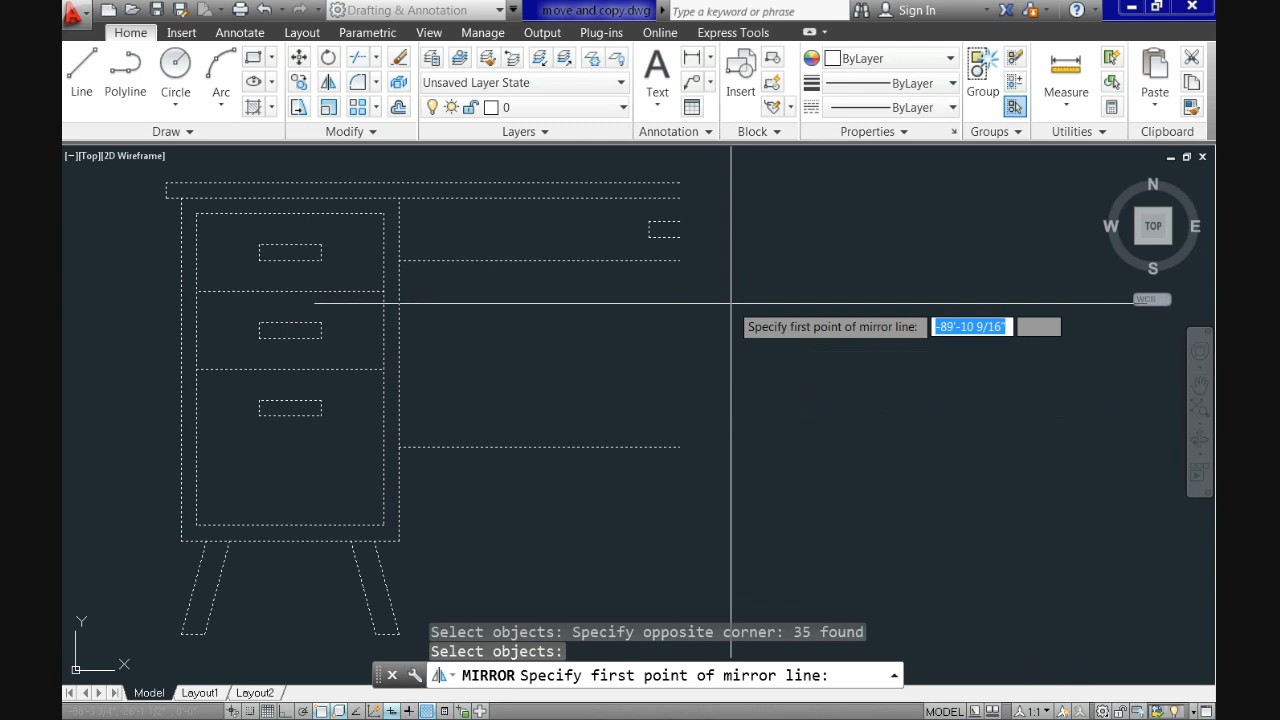 Drafting & Annotation
move and copy.dwg
Type a keyword or phrase
Sign In
Home Insert Annotate Layout Parametric View Manage Output Plug-ins Online Express Tools
Unsaved Layer State
ByLayer
Line Polyline Circle Arc
Text Insert Group Measure Paste
ByLayer
0
ByLayer
Draw Modify Layers Annotation Block Properties Groups Utilities Clipboard
[−][Top][2D Wireframe]
N
W TOP E
S
WCS
Specify first point of mirror line: -89'-10 9/16"
Y
X
Select objects: Specify opposite corner: 35 found
Select objects:
MIRROR Specify first point of mirror line:
Model Layout1 Layout2
MODEL 1:1